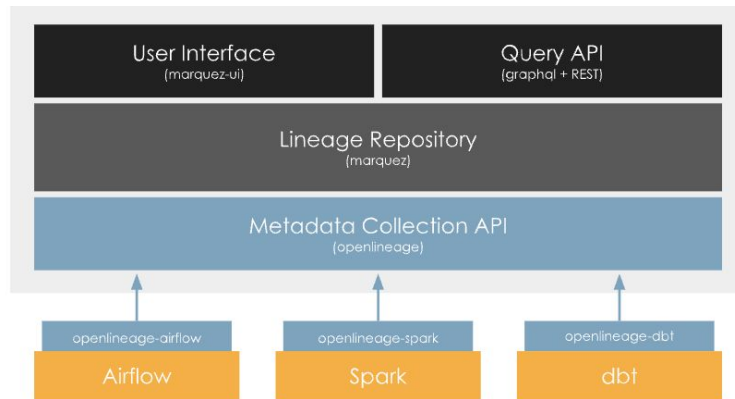 User Interface
(marquez-ui)
Query API
(graphql + REST)
Lineage Repository
(marquez)
Metadata Collection API
(openlineage)
openlineage-airflow
openlineage-spark
openlineage-dbt
Airflow
Spark
dbt